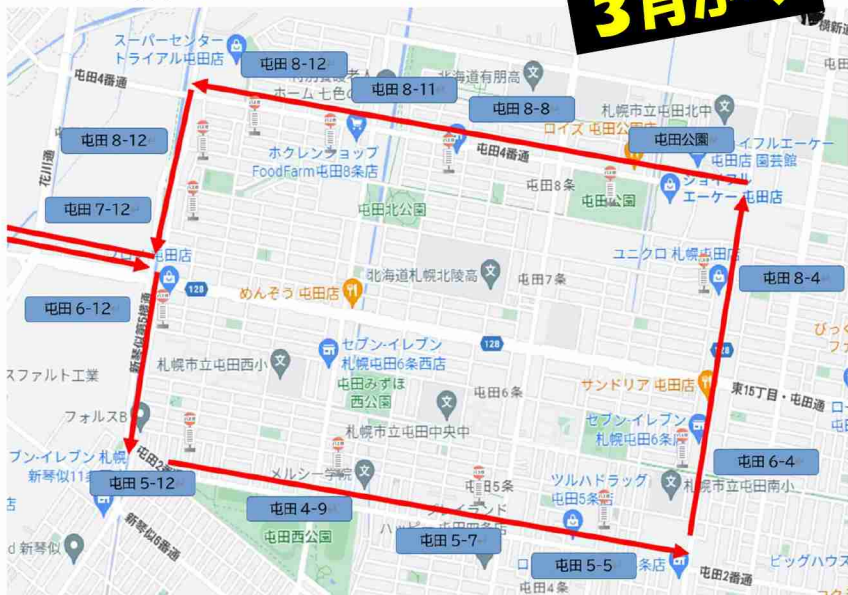 3月から
横新道
スーパーセンター
トライアル屯田店
屯田 8-12
屯田4番通
ホーム 七色の
北海道有朋高
屯田 8-11
屯田 8-8
札幌市立屯田北中
ロイズ 屯田公園店
屯田公園
屯田店 園芸館
屯田 8-12
花川通
ホクレンショップ
FoodFarm屯田8条店
屯田4番通
屯田8条
屯田公園
ジョイフル
エーケー 屯田店
屯田 7-12
屯田北公園
屯田店
ユニクロ 札幌屯田店
北海道札幌北陵高
屯田7条
屯田 8-4
128
めんぞう 屯田店
屯田 6-12
新琴似第5横通
セブン-イレブン
札幌屯田6条西店
128
128
スファルト工業
札幌市立屯田西小
屯田みずほ
西公園
屯田6条
サンドリア 屯田店
東15丁目・屯田通
フォルスB
札幌市立屯田中央中
セブン-イレブン
札幌屯田6条
屯田 6-4
ブン-イレブン 札幌
新琴似11条
屯田 5-12
メルシー学院
屯田5条
ツルハドラッグ
屯田5条店
札幌市立屯田南小
屯田 4-9
屯田西公園
新琴似6番通
d 新琴似
屯田 5-7
屯田 5-5
条店
屯田2番通
ビッグハウス
屯田4条